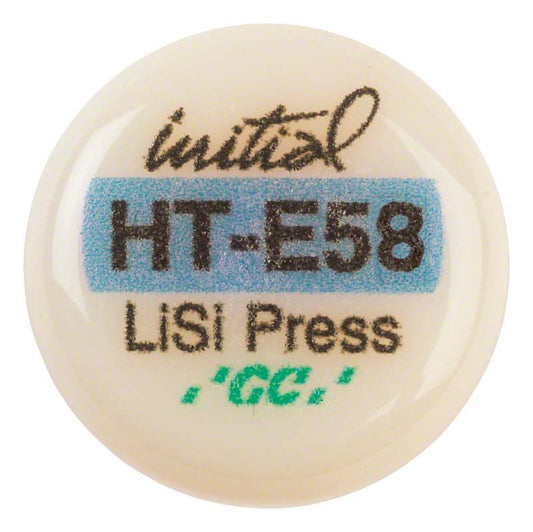 initial
HT-E58
LiSi Press
GC